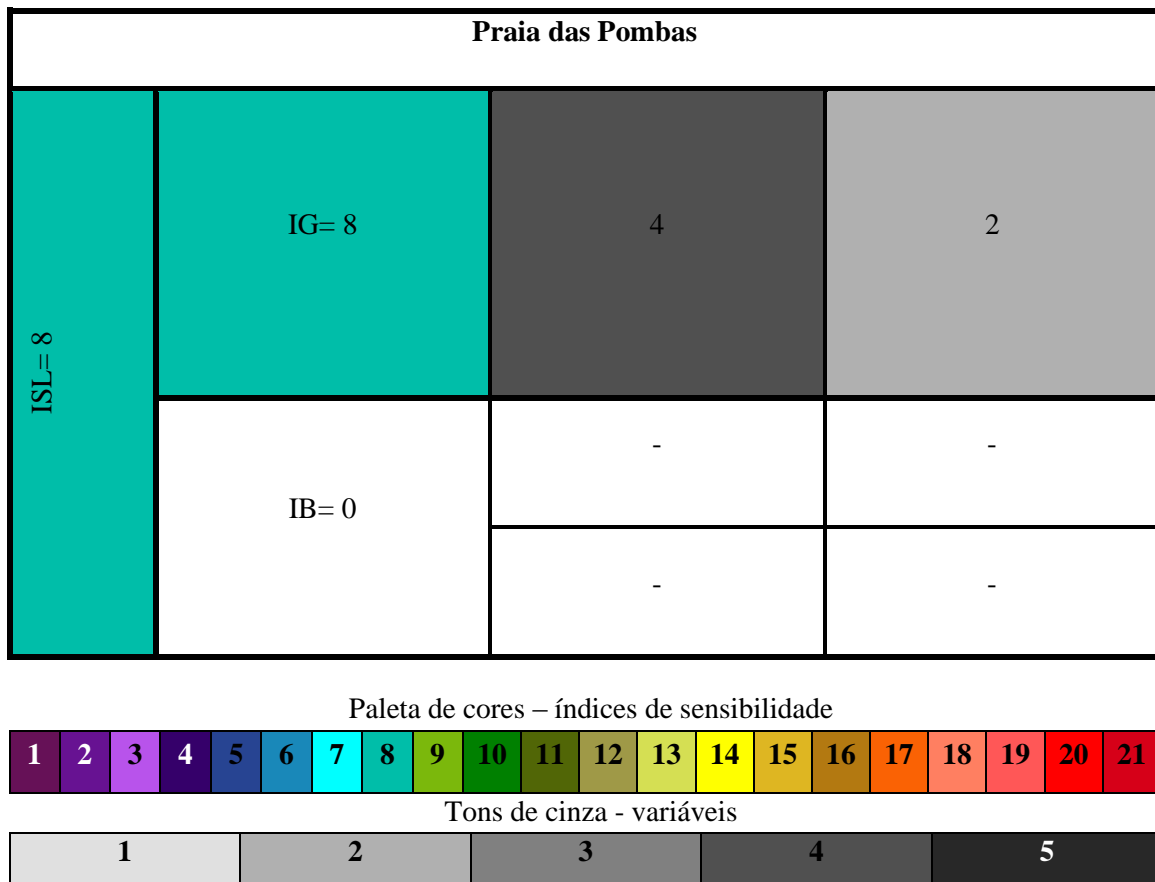 Praia das Pombas
ISL= 8
IG= 8 4 2
IB= 0
- -
- -
Paleta de cores – índices de sensibilidade
1 2 3 4 5 6 7 8 9 10 11 12 13 14 15 16 17 18 19 20 21
Tons de cinza - variáveis
1 2 3 4 5